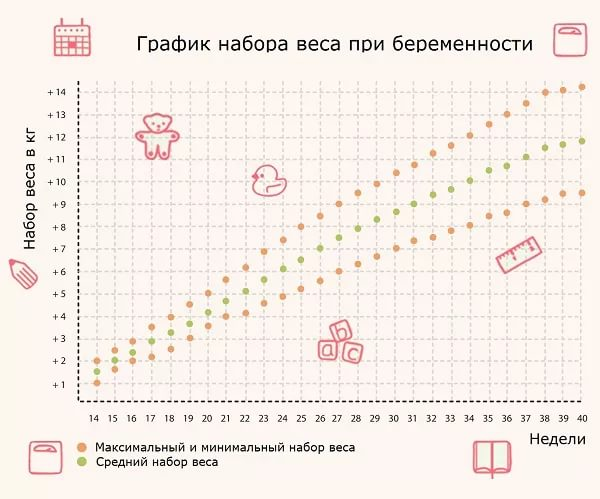 График набора веса при беременности
Набор веса в кг
+ 14
+ 13
+ 12
+ 11
+ 10
+ 9
+ 8
+ 7
+ 6
+ 5
+ 4
+ 3
+ 2
+ 1
14 15 16 17 18 19 20 21 22 23 24 25 26 27 28 29 30 31 32 33 34 35 36 37 38 39 40
Недели
Максимальный и минимальный набор веса
Средний набор веса
b
a c